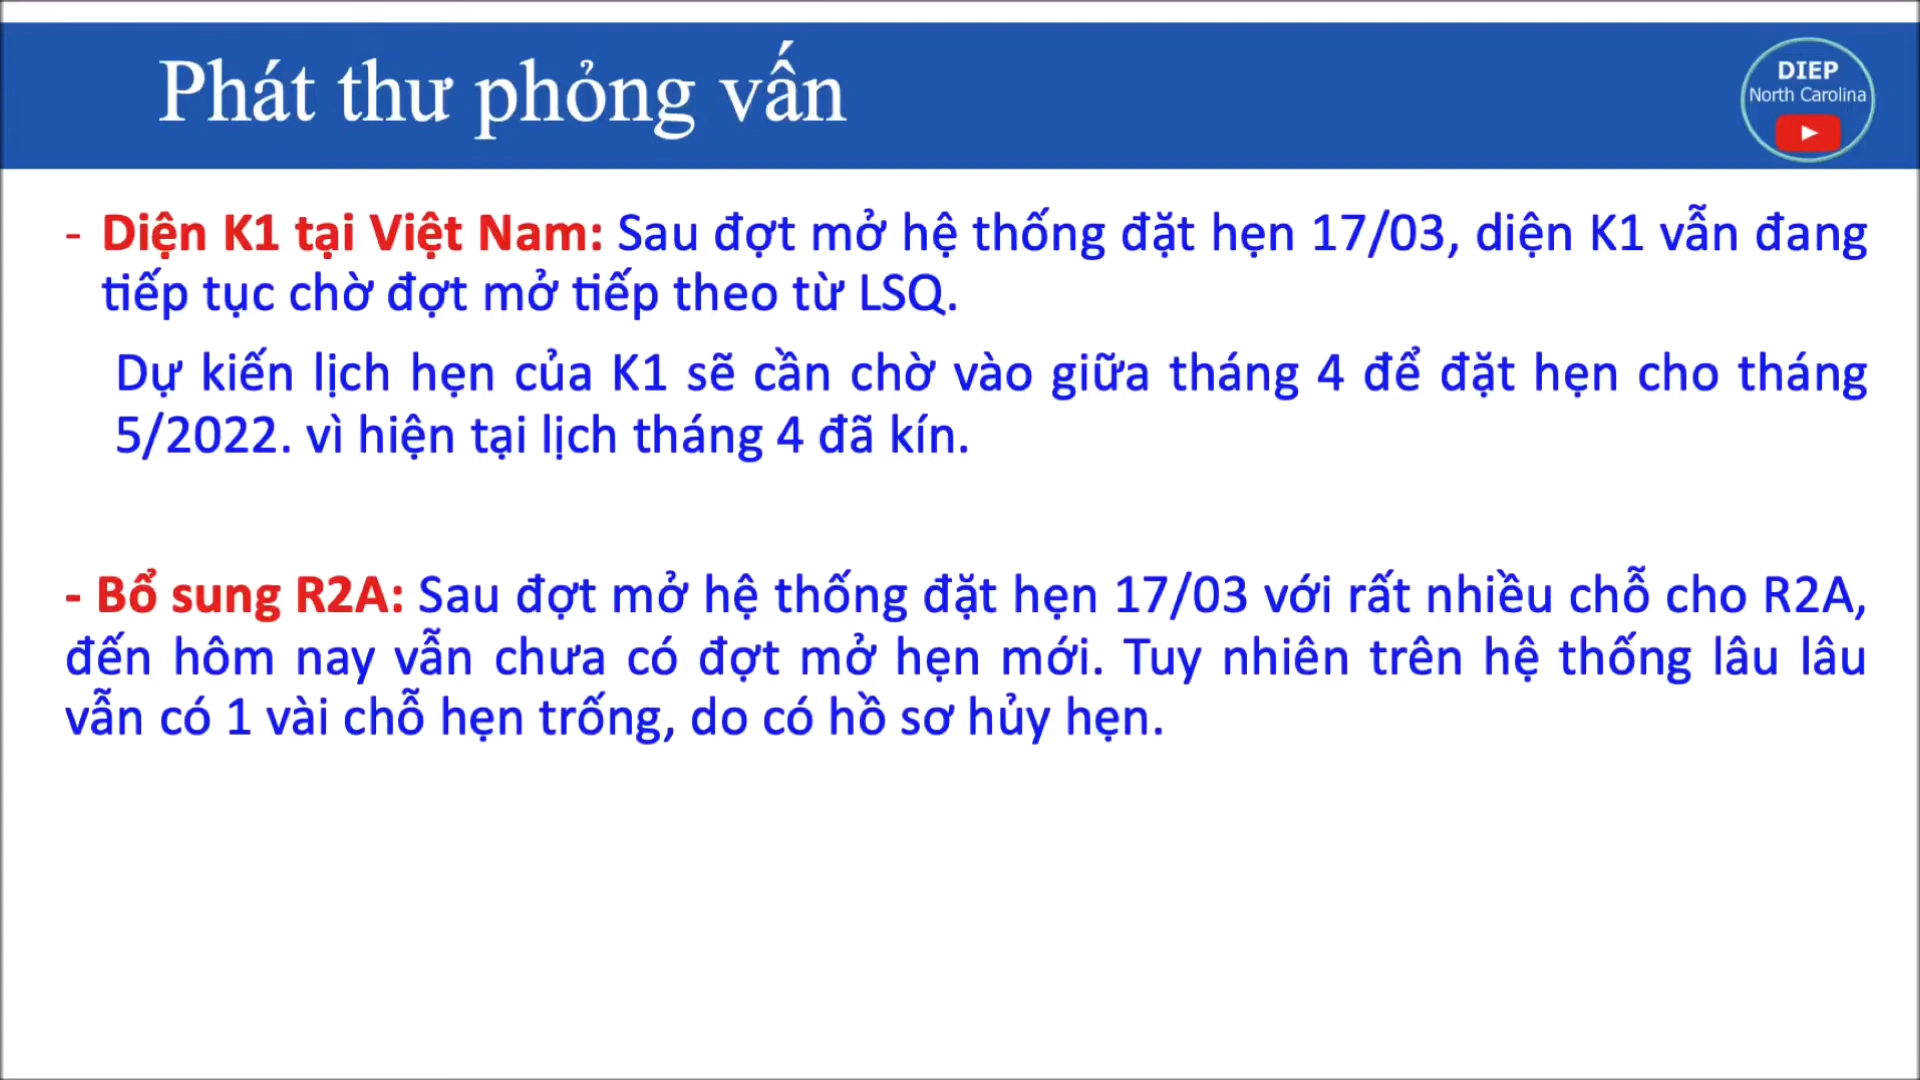 Phát thư phỏng vấn
DIEP
North Carolina
- Diện K1 tại Việt Nam: Sau đợt mở hệ thống đặt hẹn 17/03, diện K1 vẫn đang
tiếp tục chờ đợt mở tiếp theo từ LSQ.
Dự kiến lịch hẹn của K1 sẽ cần chờ vào giữa tháng 4 để đặt hẹn cho tháng
5/2022. vì hiện tại lịch tháng 4 đã kín.
- Bổ sung R2A: Sau đợt mở hệ thống đặt hẹn 17/03 với rất nhiều chỗ cho R2A,
đến hôm nay vẫn chưa có đợt mở hẹn mới. Tuy nhiên trên hệ thống lâu lâu
vẫn có 1 vài chỗ hẹn trống, do có hồ sơ hủy hẹn.